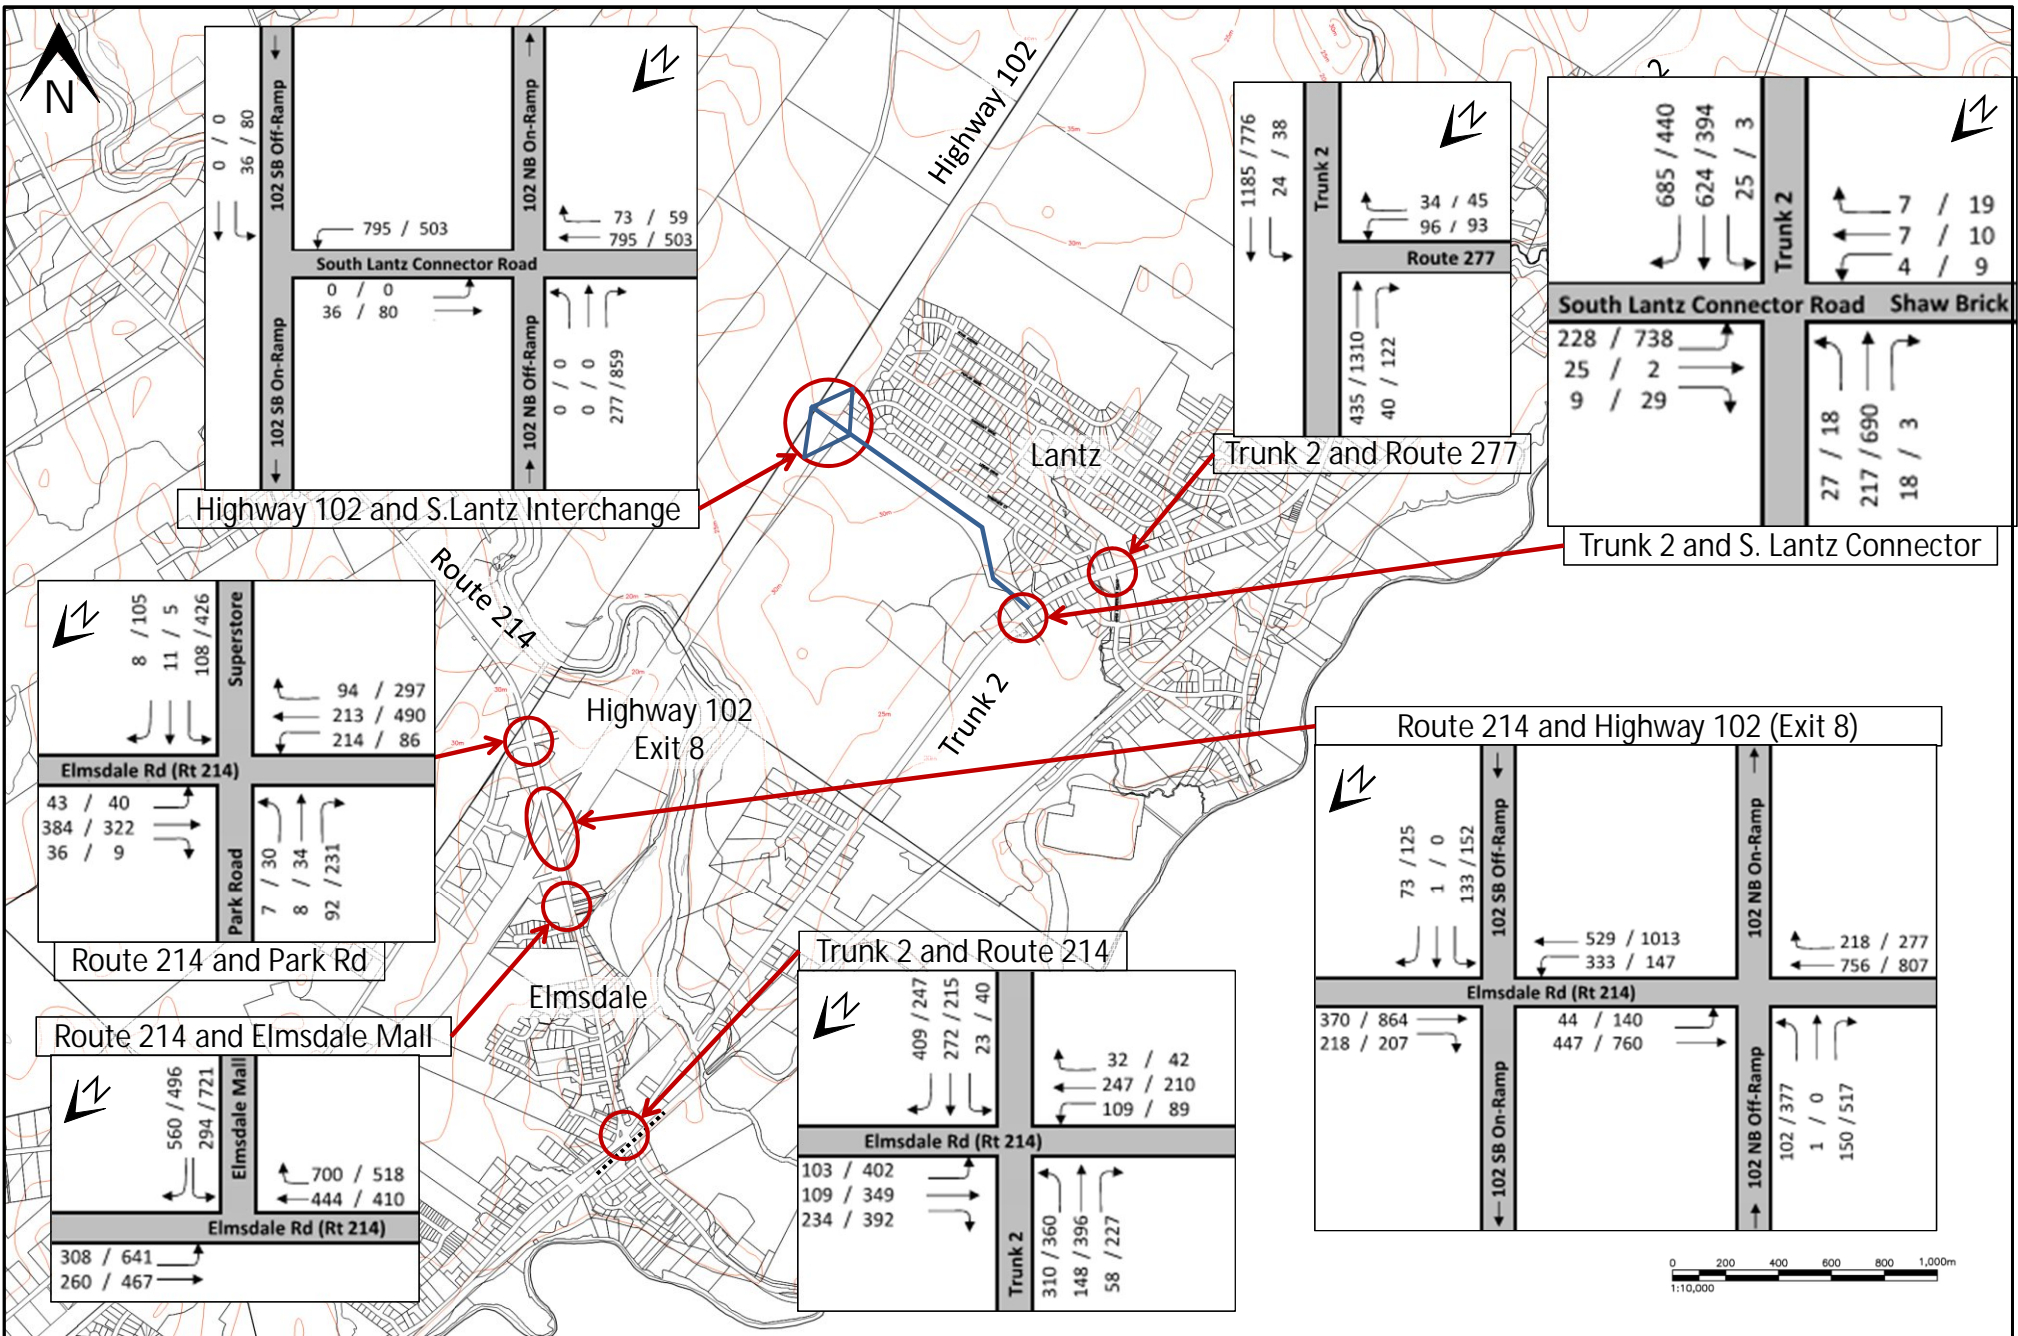 N
0 / 0
36 / 80
102 SB Off-Ramp
102 NB On-Ramp
N
795 / 503
73 / 59
795 / 503
South Lantz Connector Road
0 / 0
36 / 80
102 SB On-Ramp
102 NB Off-Ramp
0 / 0
0 / 0
277 / 859
Highway 102 and S.Lantz Interchange
Highway 102
1185 / 776
24 / 38
Trunk 2
N
34 / 45
96 / 93
Route 277
435 / 1310
40 / 122
Trunk 2 and Route 277
2
685 / 440
624 / 394
25 / 3
Trunk 2
N
7 / 19
7 / 10
4 / 9
South Lantz Connector Road
Shaw Brick
228 / 738
25 / 2
9 / 29
27 / 18
217 / 690
18 / 3
Trunk 2 and S. Lantz Connector
Lantz
Route 214
Trunk 2
Highway 102
Exit 8
Elmsdale
N
8 / 105
11 / 5
108 / 426
Superstore
94 / 297
213 / 490
214 / 86
Elmsdale Rd (Rt 214)
43 / 40
384 / 322
36 / 9
Park Road
7 / 30
8 / 34
92 / 231
Route 214 and Park Rd
Route 214 and Elmsdale Mall
N
560 / 496
294 / 721
Elmsdale Mall
700 / 518
444 / 410
Elmsdale Rd (Rt 214)
308 / 641
260 / 467
Trunk 2 and Route 214
N
409 / 247
272 / 215
23 / 40
32 / 42
247 / 210
109 / 89
Elmsdale Rd (Rt 214)
103 / 402
109 / 349
234 / 392
Trunk 2
310 / 360
148 / 396
58 / 227
Route 214 and Highway 102 (Exit 8)
N
73 / 125
1 / 0
133 / 152
102 SB Off-Ramp
102 NB On-Ramp
529 / 1013
333 / 147
218 / 277
756 / 807
Elmsdale Rd (Rt 214)
370 / 864
218 / 207
44 / 140
447 / 760
102 SB On-Ramp
102 NB Off-Ramp
102 / 377
1 / 0
150 / 517
0 200 400 600 800 1,000m
1:10,000
35m
30m
30m
30m
25m
20m
20m
30m
30m